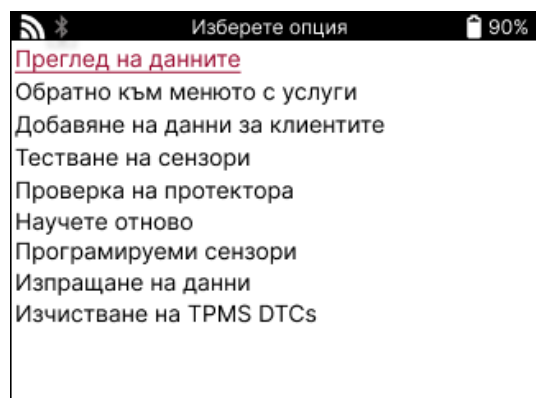 Изберете опция 90%
Преглед на данните
Обратно към менюто с услуги
Добавяне на данни за клиентите
Тестване на сензори
Проверка на протектора
Научете отново
Програмируеми сензори
Изпращане на данни
Изчистване на TPMS DTCs